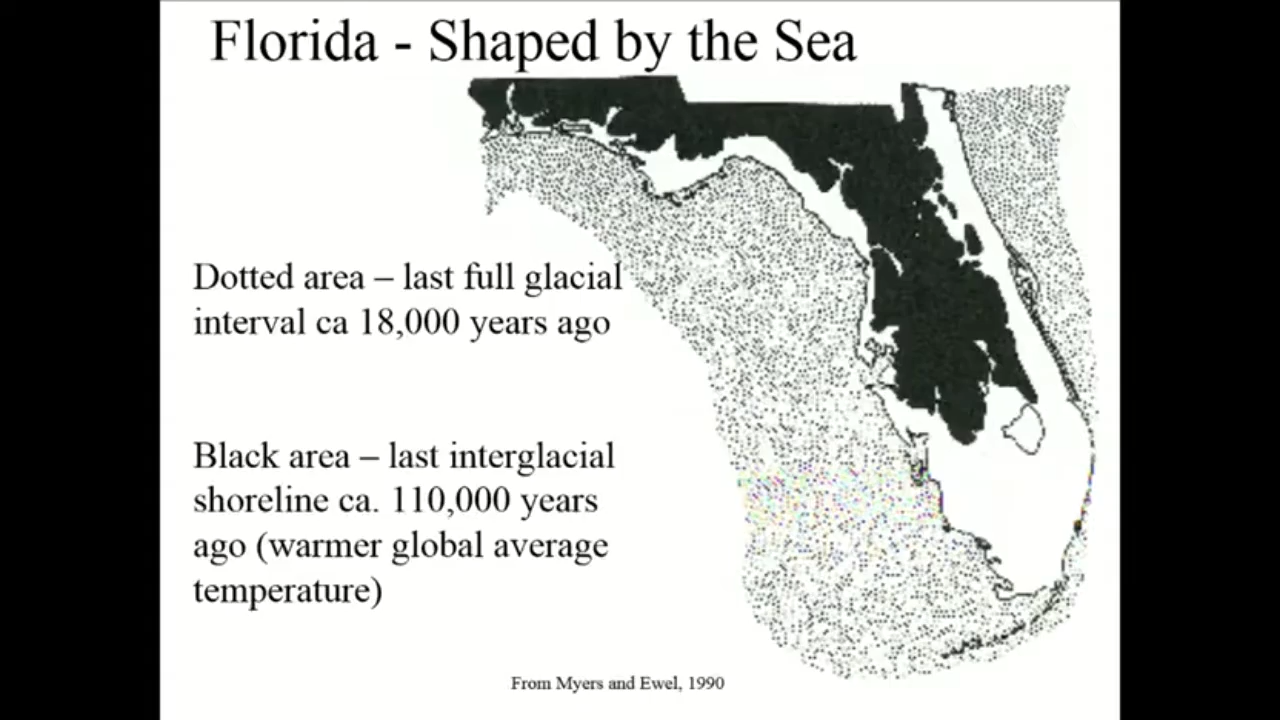 Florida - Shaped by the Sea
Dotted area – last full glacial
interval ca 18,000 years ago
Black area – last interglacial
shoreline ca. 110,000 years
ago (warmer global average
temperature)
From Myers and Ewel, 1990